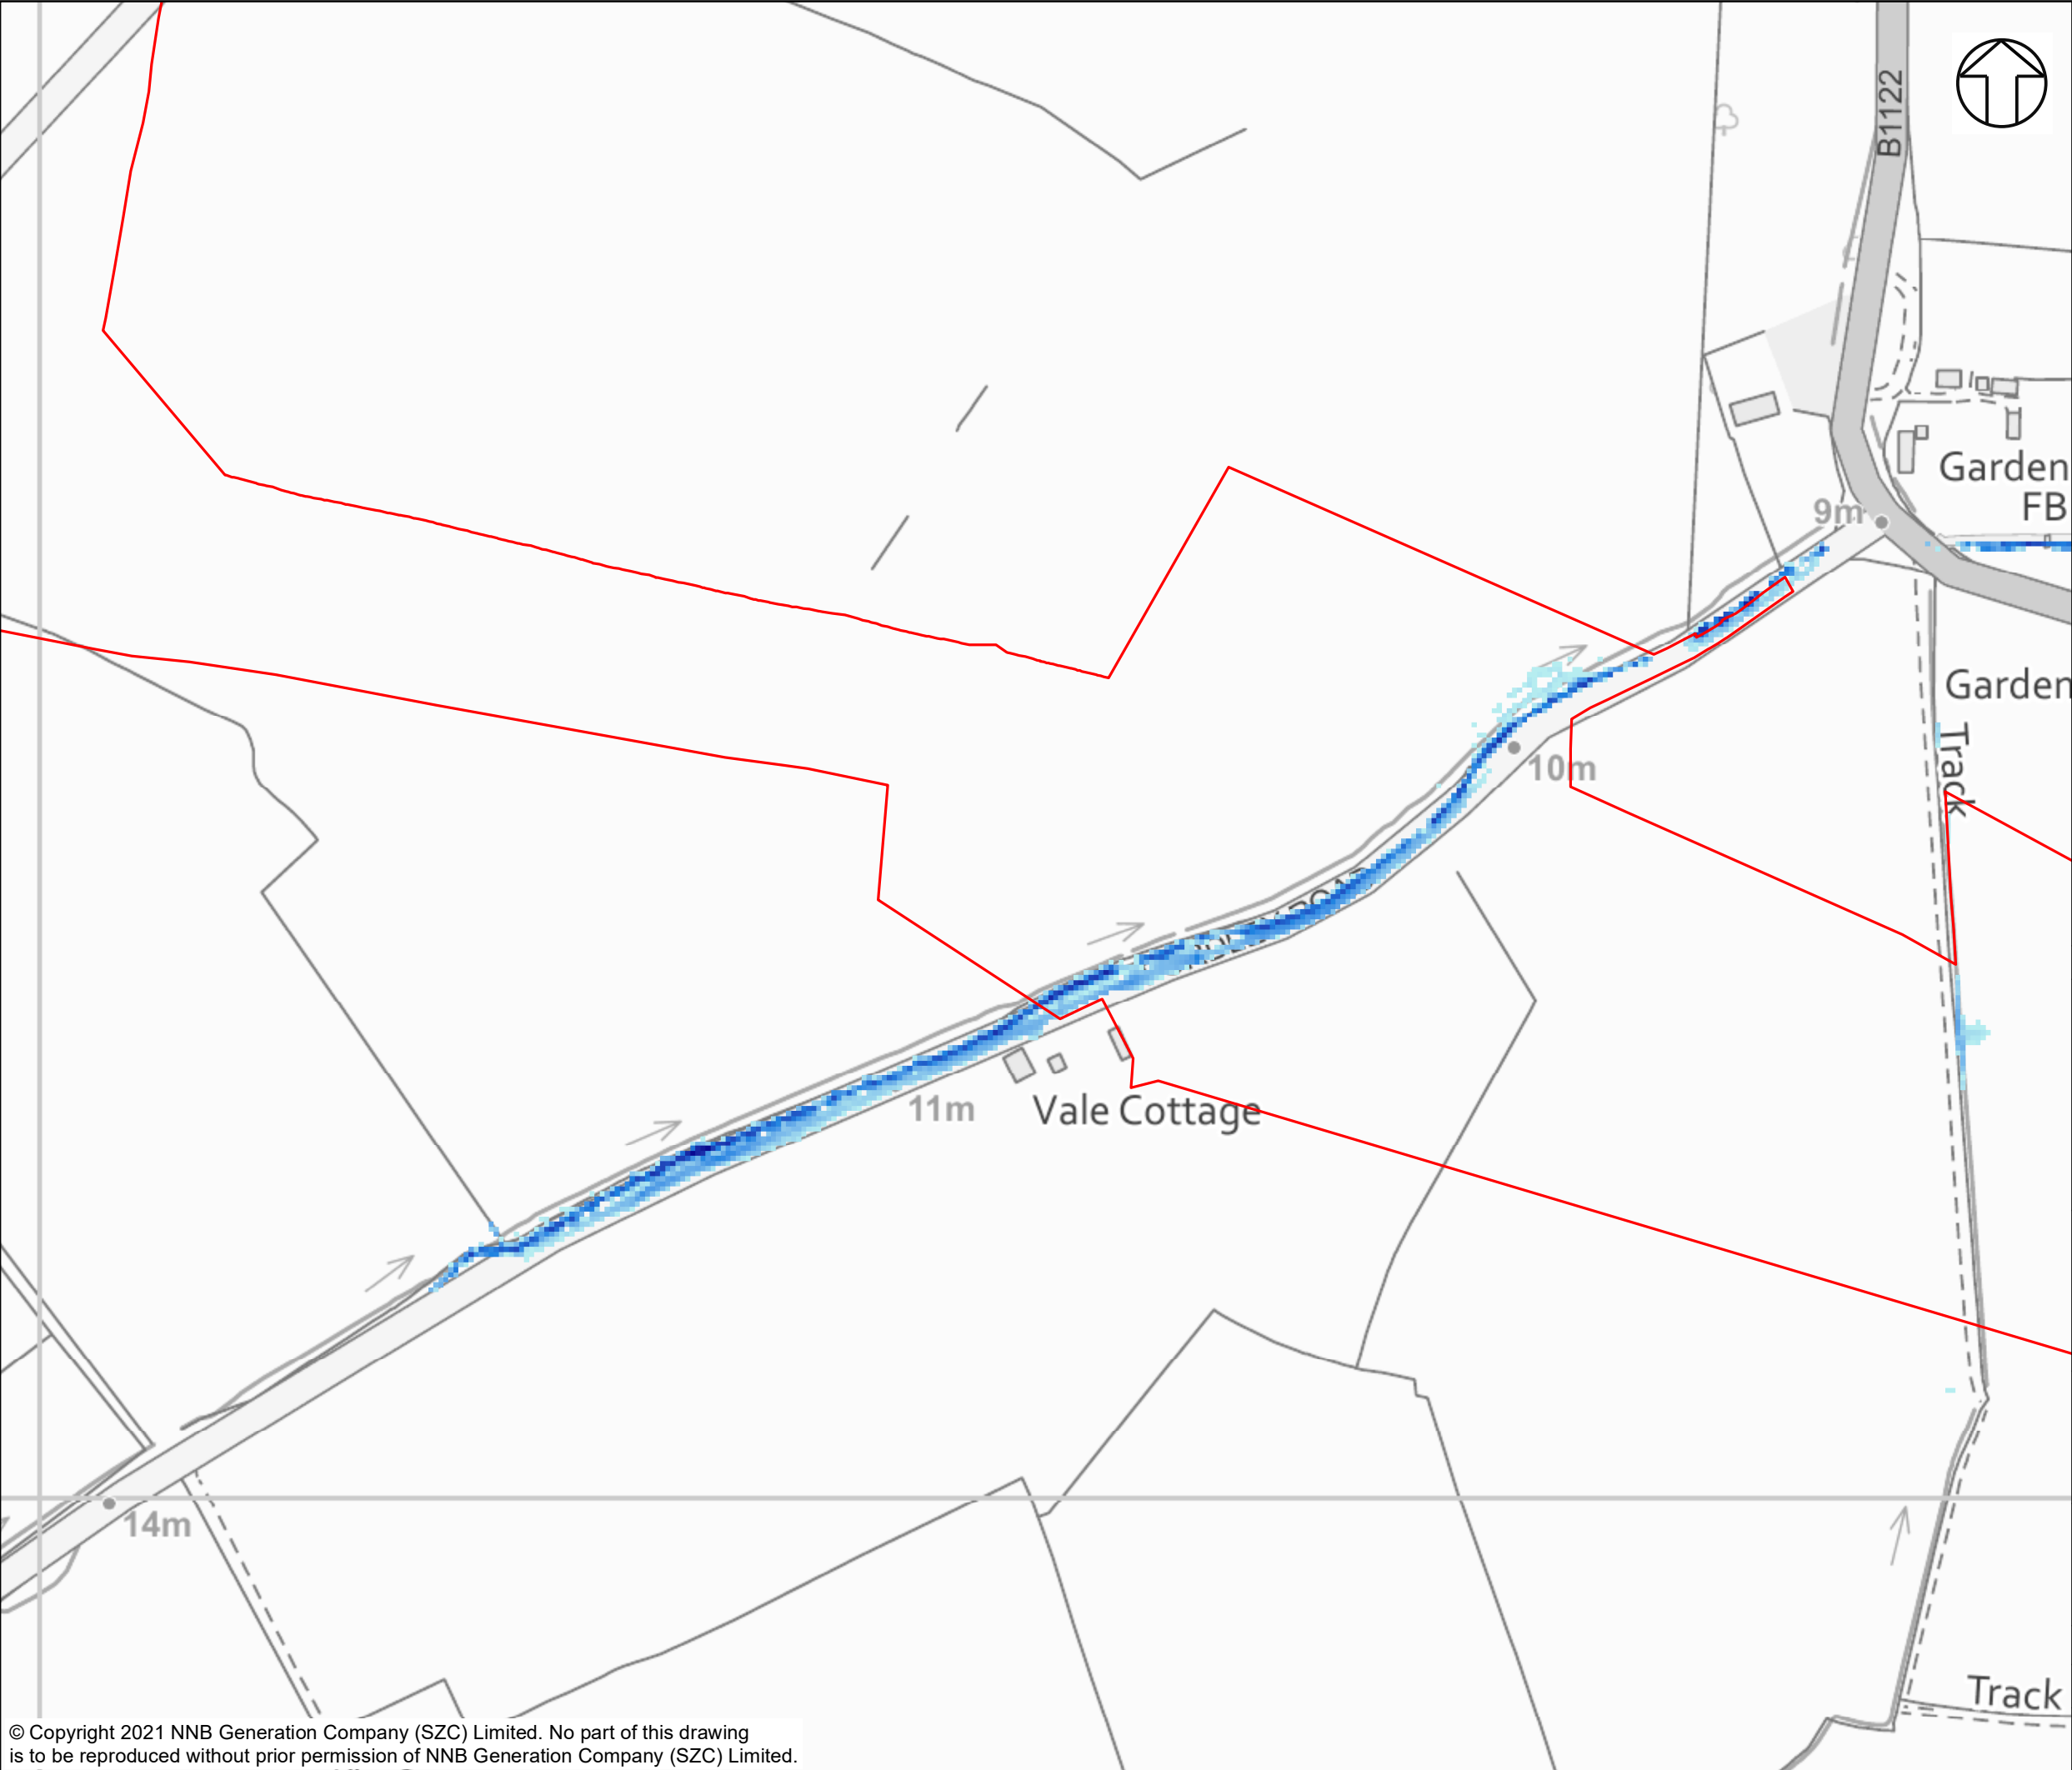 B1122
Garden
FB
9m
Garden
Track
10m
11m
Vale Cottage
14m
Track
© Copyright 2021 NNB Generation Company (SZC) Limited. No part of this drawing
is to be reproduced without prior permission of NNB Generation Company (SZC) Limited.